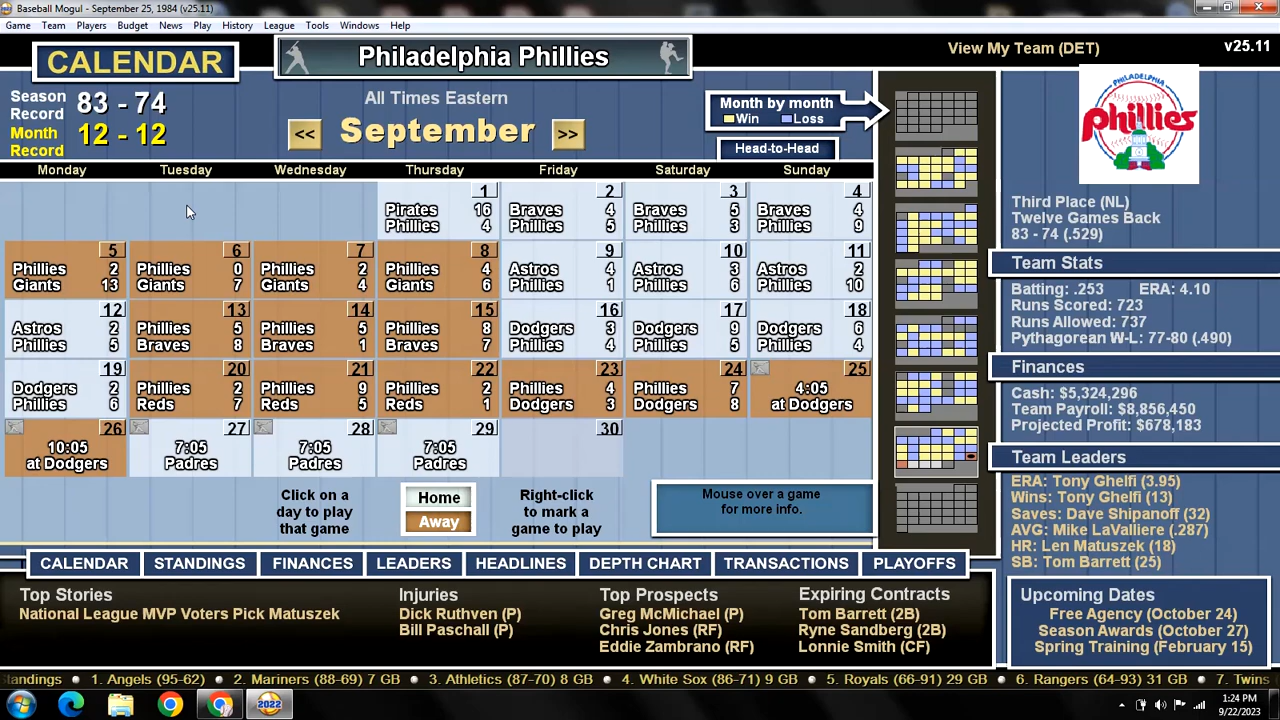 Baseball Mogul - September 25, 1984 (v25.11)
Game Team Players Budget News Play History League Tools Windows Help
CALENDAR
Philadelphia Phillies
View My Team (DET)
v25.11
Season Record 83 - 74
Month Record 12 - 12
All Times Eastern
<< September >>
Month by month
Win Loss
Head-to-Head
Monday Tuesday Wednesday Thursday Friday Saturday Sunday
1 2 3 4
Pirates 16 Braves 4 Braves 5 Braves 4
Phillies 4 Phillies 5 Phillies 3 Phillies 9
5 6 7 8 9 10 11
Phillies 2 Phillies 0 Phillies 2 Phillies 4 Astros 4 Astros 3 Astros 2
Giants 13 Giants 7 Giants 4 Giants 6 Phillies 1 Phillies 6 Phillies 10
12 13 14 15 16 17 18
Astros 2 Phillies 5 Phillies 5 Phillies 8 Dodgers 3 Dodgers 9 Dodgers 6
Phillies 5 Braves 8 Braves 1 Braves 7 Phillies 4 Phillies 5 Phillies 4
19 20 21 22 23 24 25
Dodgers 2 Phillies 2 Phillies 9 Phillies 2 Phillies 4 Phillies 7 4:05
Phillies 6 Reds 7 Reds 5 Reds 1 Dodgers 3 Dodgers 8 at Dodgers
26 27 28 29 30
10:05 7:05 7:05 7:05
at Dodgers Padres Padres Padres
Click on a day to play that game
Home
Away
Right-click to mark a game to play
Mouse over a game
for more info.
PHILADELPHIA
Phillies
Third Place (NL)
Twelve Games Back
83 - 74 (.529)
Team Stats
Batting: .253 ERA: 4.10
Runs Scored: 723
Runs Allowed: 737
Pythagorean W-L: 77-80 (.490)
Finances
Cash: $5,324,296
Team Payroll: $8,856,450
Projected Profit: $678,183
Team Leaders
ERA: Tony Ghelfi (3.95)
Wins: Tony Ghelfi (13)
Saves: Dave Shipanoff (32)
AVG: Mike LaValliere (.287)
HR: Len Matuszek (18)
SB: Tom Barrett (25)
CALENDAR STANDINGS FINANCES LEADERS HEADLINES DEPTH CHART TRANSACTIONS PLAYOFFS
Top Stories
National League MVP Voters Pick Matuszek
Injuries
Dick Ruthven (P)
Bill Paschall (P)
Top Prospects
Greg McMichael (P)
Chris Jones (RF)
Eddie Zambrano (RF)
Expiring Contracts
Tom Barrett (2B)
Ryne Sandberg (2B)
Lonnie Smith (CF)
Upcoming Dates
Free Agency (October 24)
Season Awards (October 27)
Spring Training (February 15)
Standings • 1. Angels (95-62) • 2. Mariners (88-69) 7 GB • 3. Athletics (87-70) 8 GB • 4. White Sox (86-71) 9 GB • 5. Royals (66-91) 29 GB • 6. Rangers (64-93) 31 GB • 7. Twins
2022
1:24 PM
9/22/2023